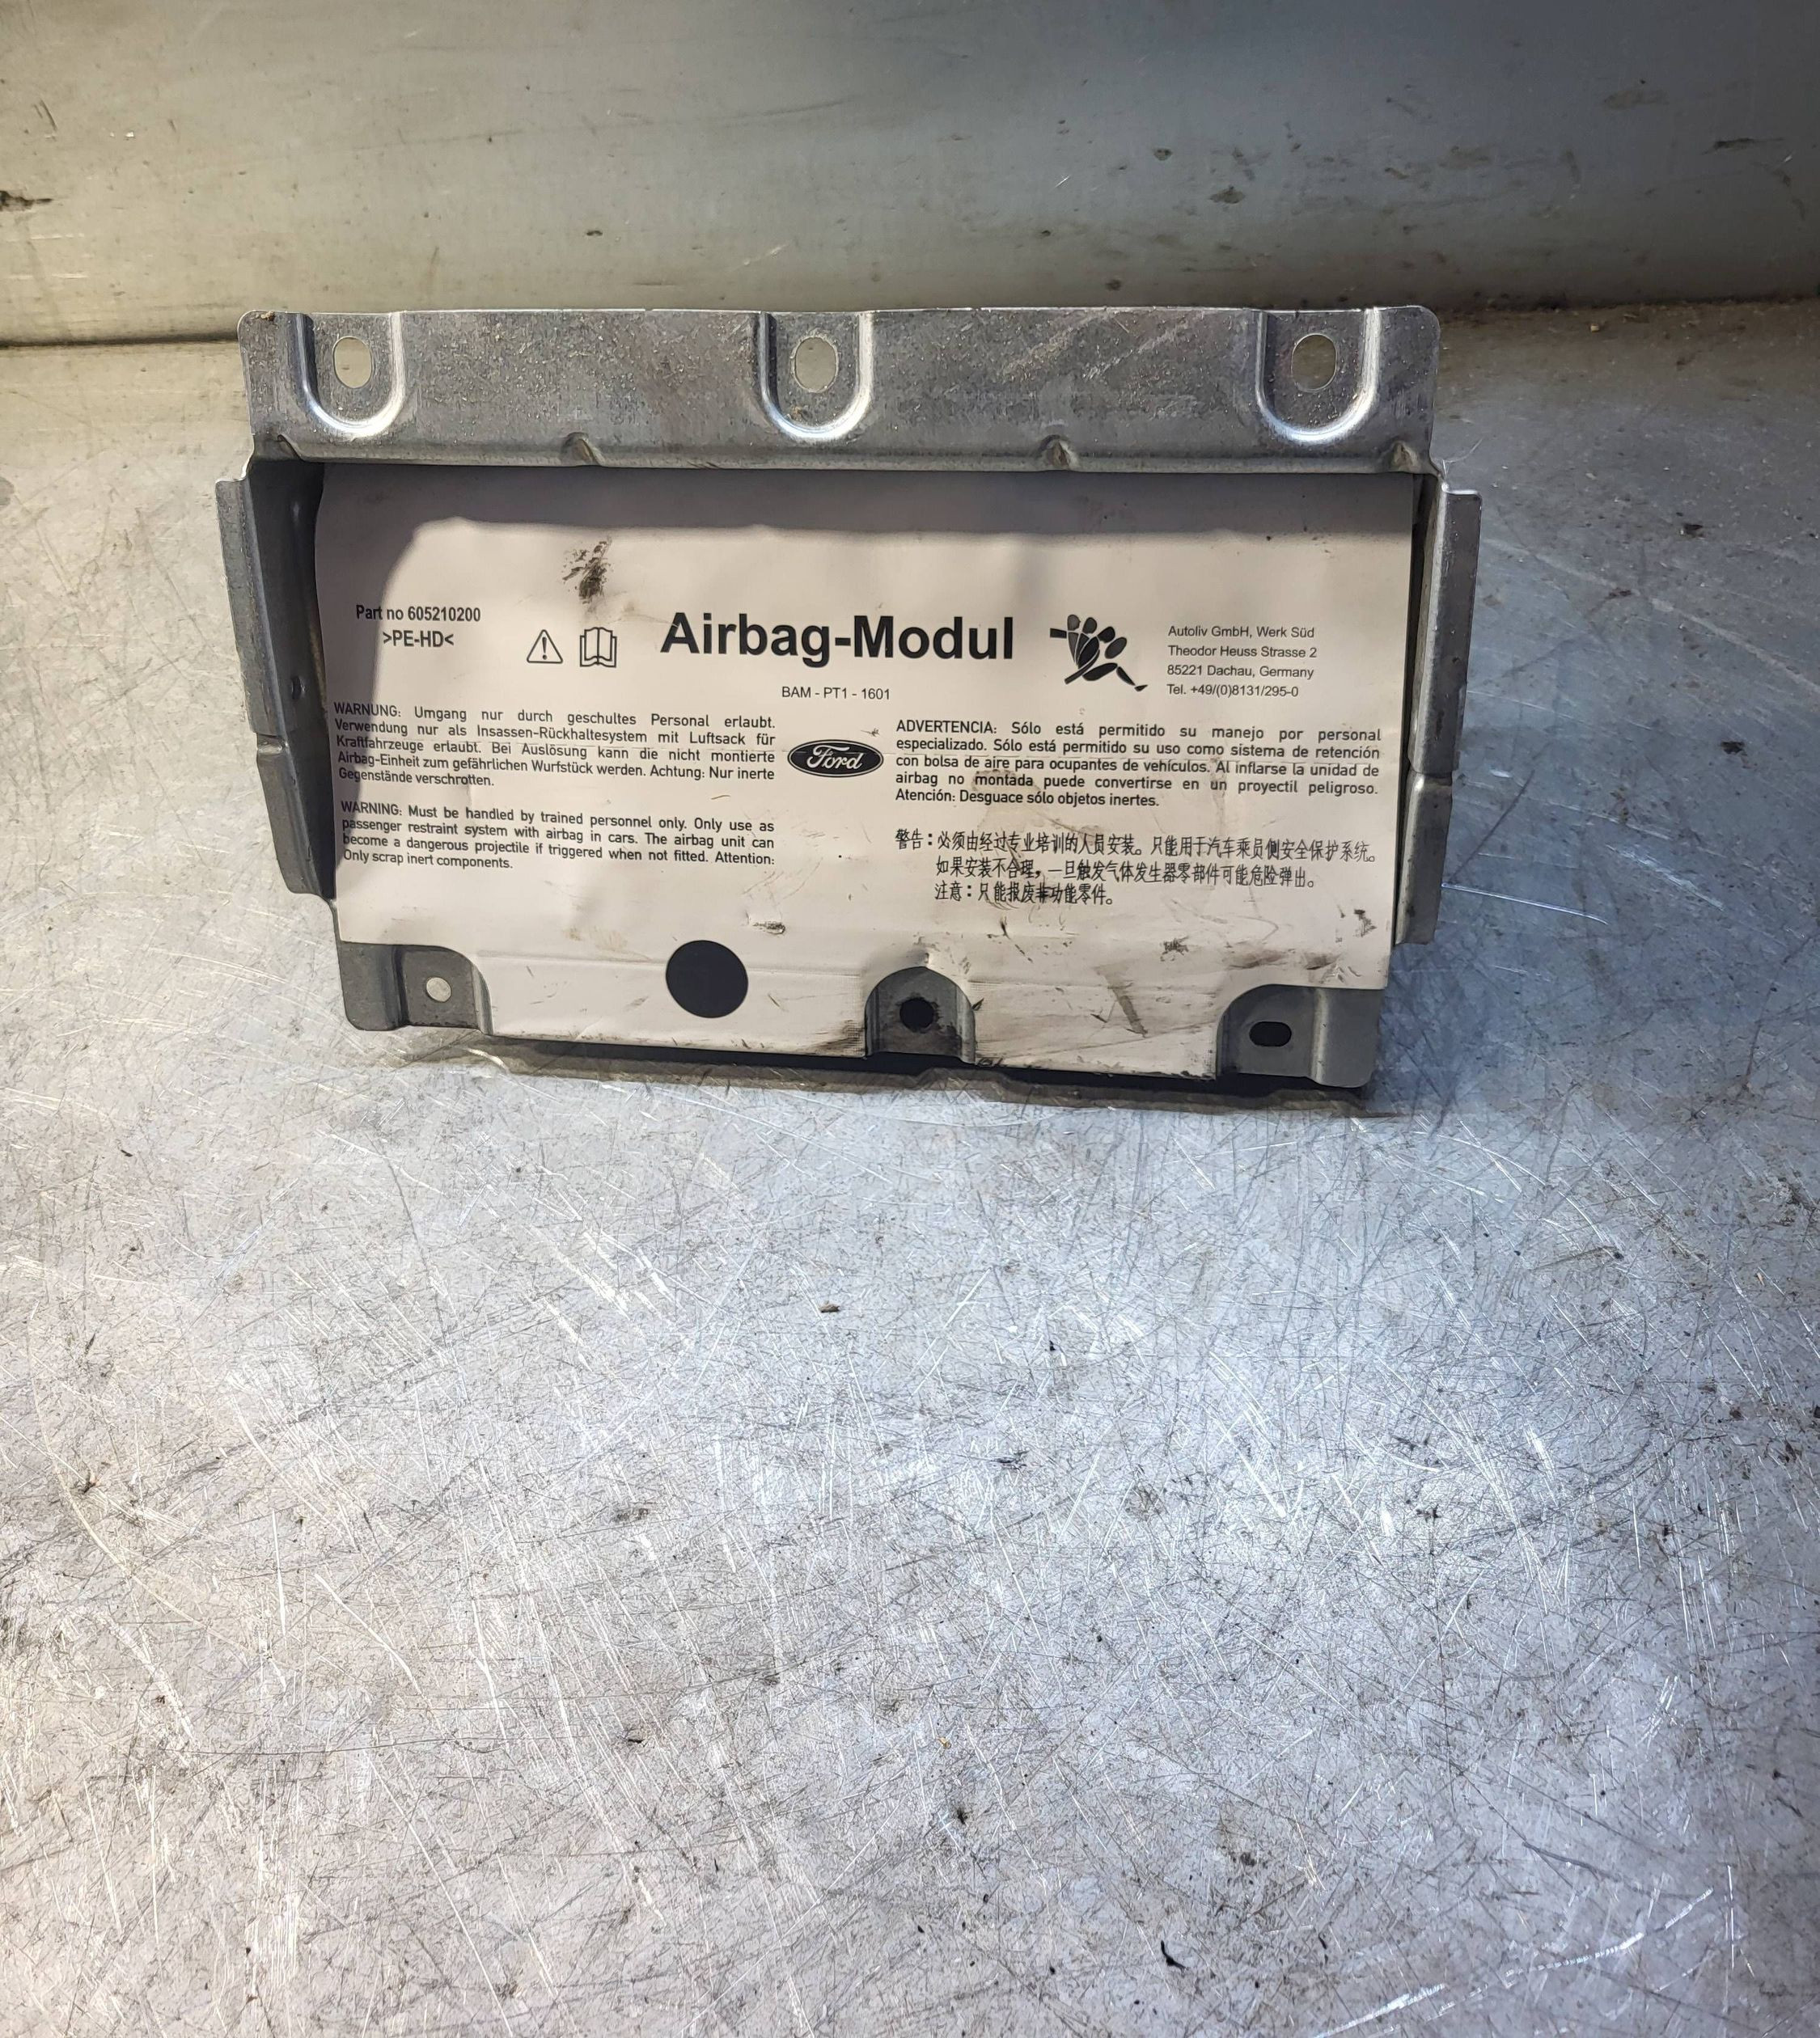 Part no 605210200
>PE-HD<
Airbag-Modul
BAM - PT1 - 1601
Autoliv GmbH, Werk Süd
Theodor Heuss Strasse 2
85221 Dachau, Germany
Tel. +49/(0)8131/295-0
WARNUNG: Umgang nur durch geschultes Personal erlaubt.
Verwendung nur als Insassen-Rückhaltesystem mit Luftsack für
Kraftfahrzeuge erlaubt. Bei Auslösung kann die nicht montierte
Airbag-Einheit zum gefährlichen Wurfstück werden. Achtung: Nur inerte
Gegenstände verschrotten.
WARNING: Must be handled by trained personnel only. Only use as
passenger restraint system with airbag in cars. The airbag unit can
become a dangerous projectile if triggered when not fitted. Attention:
Only scrap inert components.
Ford
ADVERTENCIA: Sólo está permitido su manejo por personal
especializado. Sólo está permitido su uso como sistema de retención
con bolsa de aire para ocupantes de vehículos. Al inflarse la unidad de
airbag no montada puede convertirse en un proyectil peligroso.
Atención: Desguace sólo objetos inertes.
警告：必须由经过专业培训的人员安装。只能用于汽车乘员侧安全保护系统。
如果安装不合理，一旦触发气体发生器零部件可能危险弹出。
注意：只能报废非功能零件。